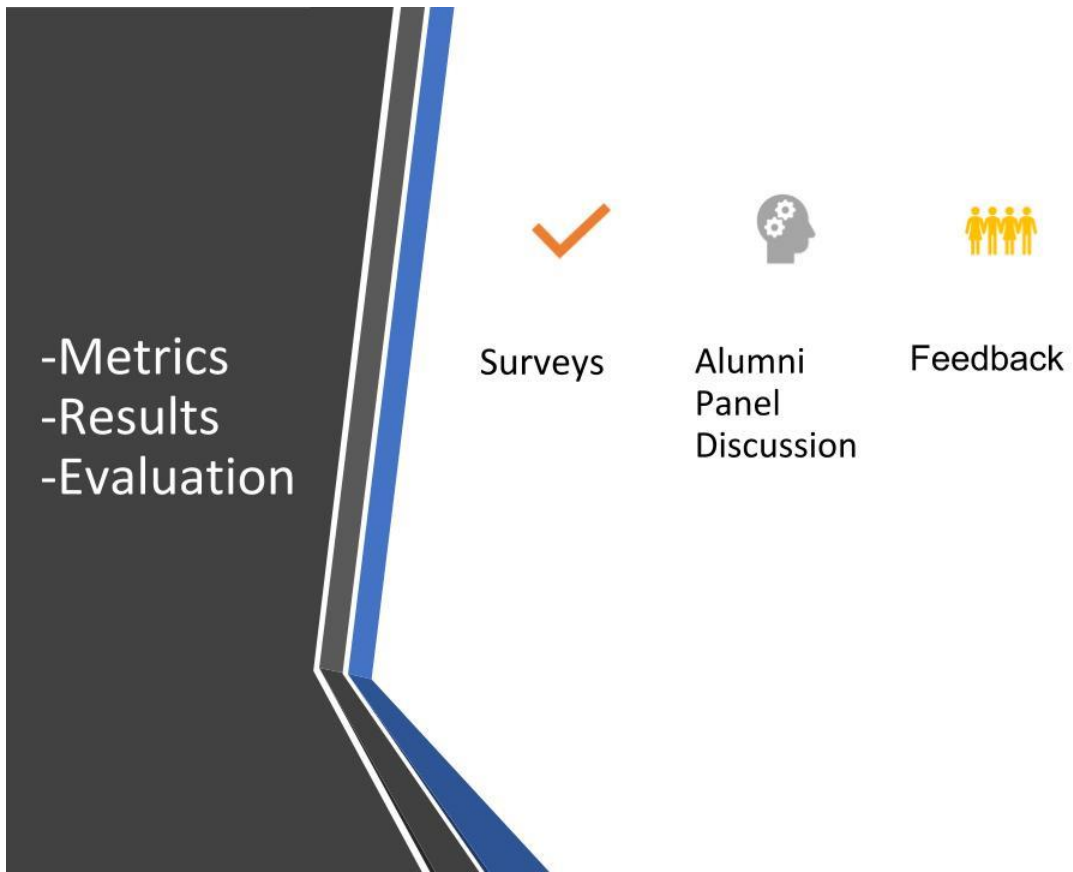 -Metrics
-Results
-Evaluation
Surveys
Alumni
Panel
Discussion
Feedback